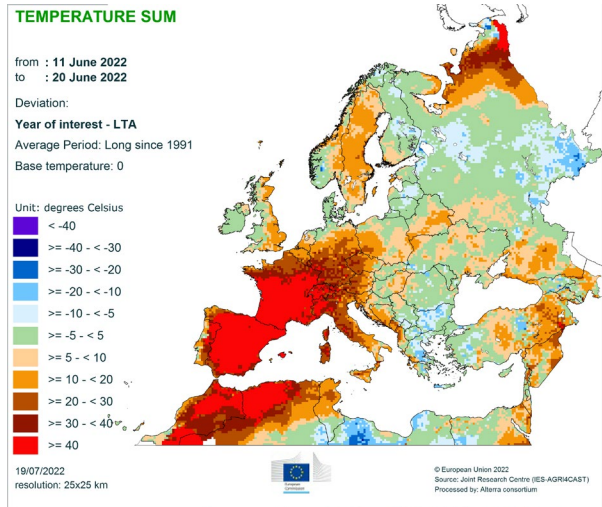 TEMPERATURE SUM
from : 11 June 2022
to : 20 June 2022
Deviation:
Year of interest - LTA
Average Period: Long since 1991
Base temperature: 0
Unit: degrees Celsius
< -40
>= -40 - < -30
>= -30 - < -20
>= -20 - < -10
>= -10 - < -5
>= -5 - < 5
>= 5 - < 10
>= 10 - < 20
>= 20 - < 30
>= 30 - < 40
>= 40
19/07/2022
resolution: 25x25 km
European
Commission
© European Union 2022
Source: Joint Research Centre (IES-AGRI4CAST)
Processed by: Alterra consortium